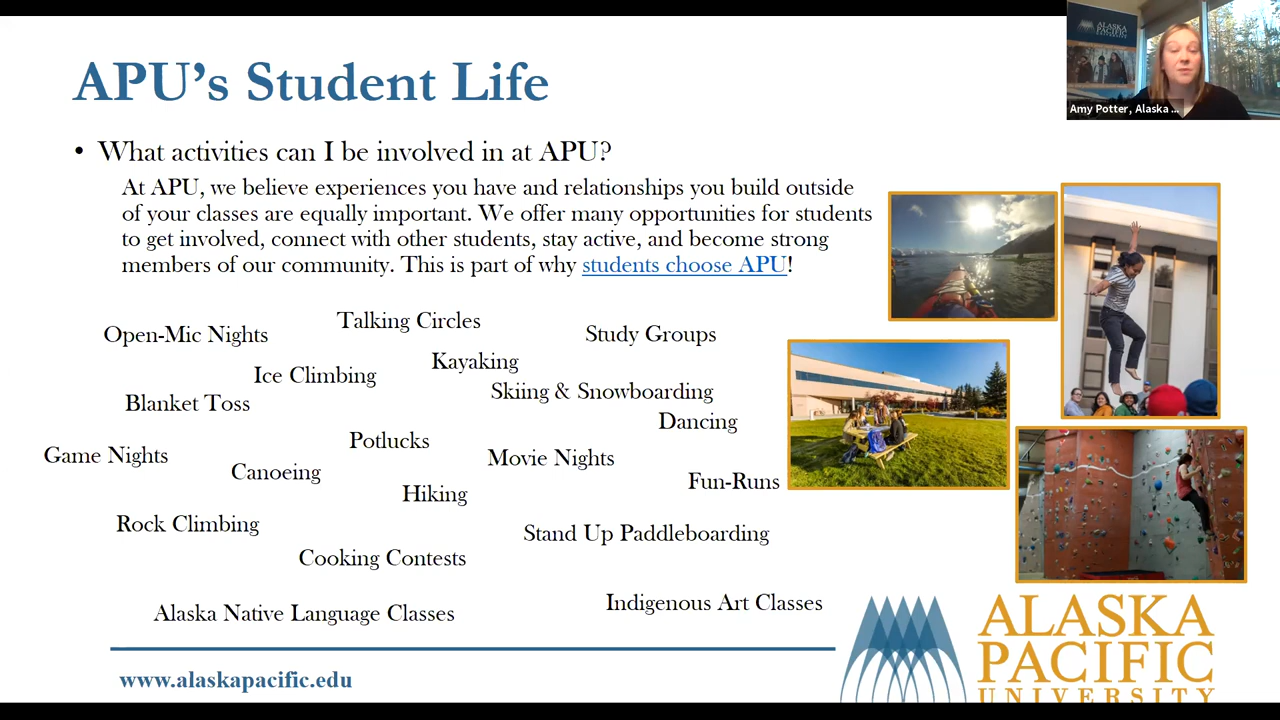 APU's Student Life
• What activities can I be involved in at APU?
At APU, we believe experiences you have and relationships you build outside
of your classes are equally important. We offer many opportunities for students
to get involved, connect with other students, stay active, and become strong
members of our community. This is part of why students choose APU!
Open-Mic Nights
Talking Circles
Study Groups
Ice Climbing
Kayaking
Skiing & Snowboarding
Blanket Toss
Dancing
Game Nights
Potlucks
Canoeing
Movie Nights
Hiking
Fun-Runs
Rock Climbing
Stand Up Paddleboarding
Cooking Contests
Alaska Native Language Classes
Indigenous Art Classes
www.alaskapacific.edu
ALASKA
PACIFIC
UNIVERSITY
ALASKA
PACIFIC
UNIVERSITY
Amy Potter, Alaska ...